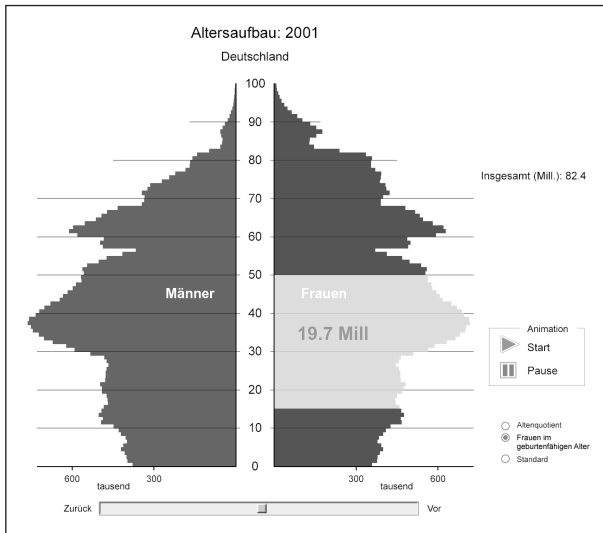 Altersaufbau: 2001
Deutschland
100
90
80
70
60
50
40
30
20
10
0
Insgesamt (Mill.): 82.4
Männer
Frauen
19.7 Mill
Animation
Start
Pause
Altenquotient
Frauen im
geburtenfähigen Alter
Standard
600
300
300
600
tausend
tausend
Zurück
Vor